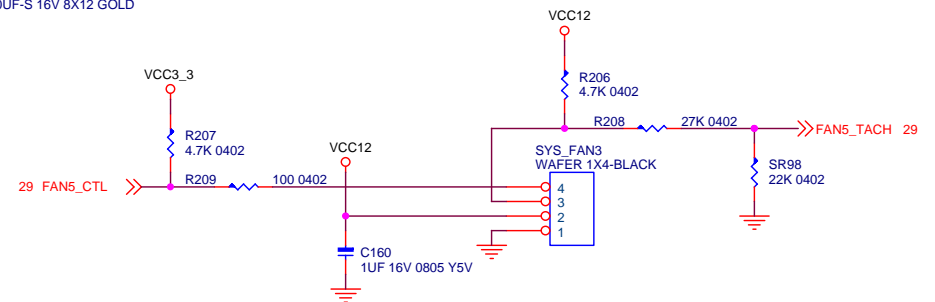 0UF-S 16V 8X12 GOLD
VCC12
VCC3_3
R206
4.7K 0402
R207
4.7K 0402
R208 27K 0402
FAN5_TACH 29
VCC12
SYS_FAN3
WAFER 1X4-BLACK
SR98
22K 0402
29 FAN5_CTL
R209 100 0402
4
3
2
1
C160
1UF 16V 0805 Y5V